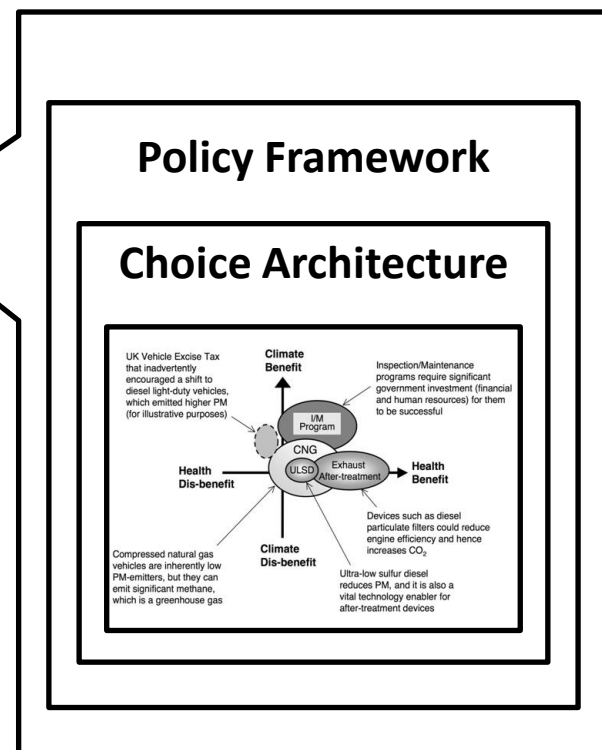 Policy Framework
Choice Architecture
UK Vehicle Excise Tax
that inadvertently
encouraged a shift to
diesel light-duty vehicles,
which emitted higher PM
(for illustrative purposes)
Climate
Benefit
Inspection/Maintenance
programs require significant
government investment (financial
and human resources) for them
to be successful
I/M
Program
CNG
ULSD
Exhaust
After-treatment
Health
Dis-benefit
Health
Benefit
Climate
Dis-benefit
Devices such as diesel
particulate filters could reduce
engine efficiency and hence
increases CO₂
Compressed natural gas
vehicles are inherently low
PM-emitters, but they can
emit significant methane,
which is a greenhouse gas
Ultra-low sulfur diesel
reduces PM, and it is also a
vital technology enabler for
after-treatment devices